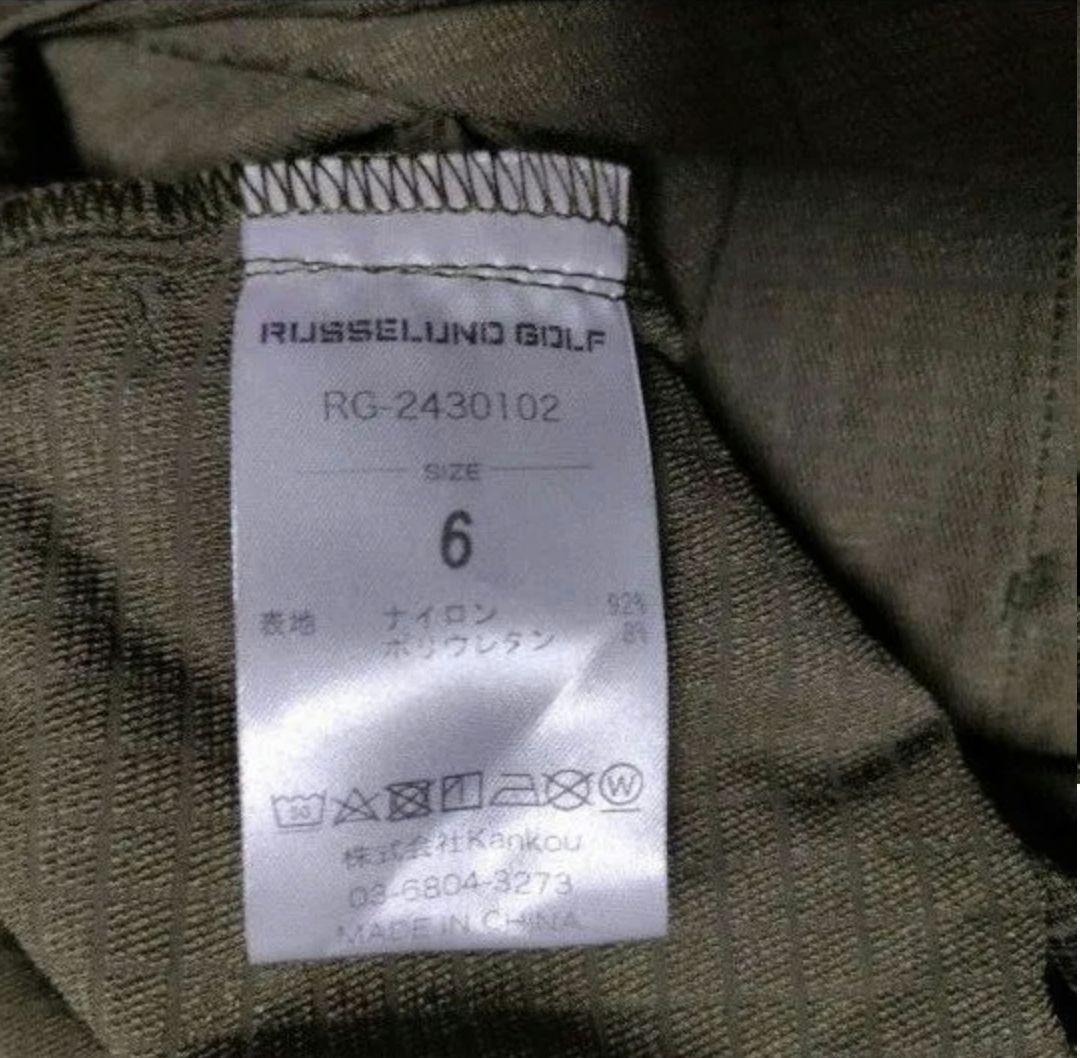 RUSSELUNO GOLF
RG-2430102
SIZE
6
表地 ナイロン 92%
ポリウレタン 8%
30
W
株式会社Kankou
03-6804-3273
MADE IN CHINA